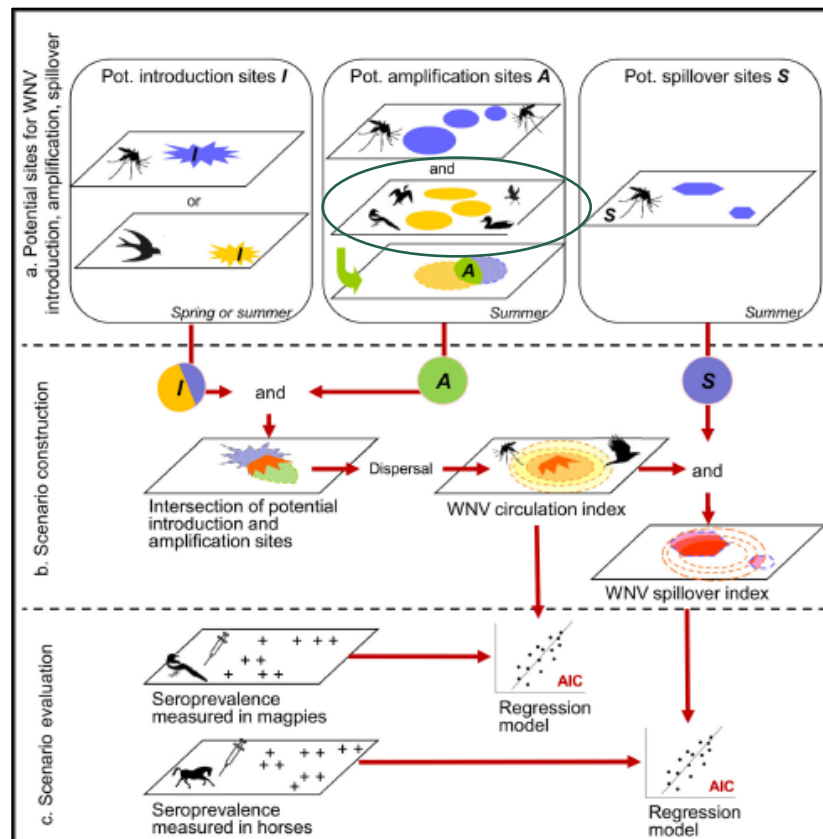 a. Potential sites for WNV
introduction, amplification, spillover
Pot. introduction sites I
I
or
I
Spring or summer
Pot. amplification sites A
and
A
Summer
Pot. spillover sites S
S
Summer
b. Scenario construction
I
and
A
S
Intersection of potential
introduction and
amplification sites
Dispersal
WNV circulation index
and
WNV spillover index
c. Scenario evaluation
Seroprevalence
measured in magpies
AIC
Regression
model
Seroprevalence
measured in horses
AIC
Regression
model